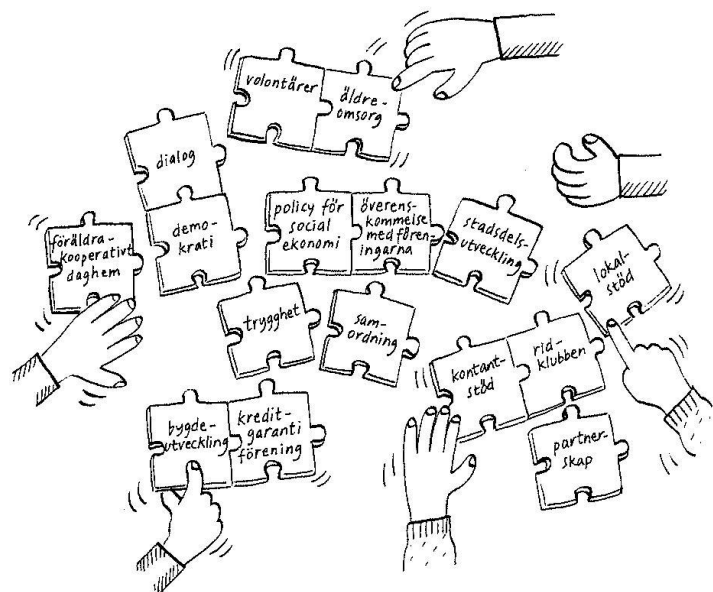 volontärer
äldre-
omsorg
dialog
demo-
krati
policy för
social
ekonomi
överens-
kommelse
med fören-
ingarna
stadsdels-
utveckling
föräldra-
kooperativt
daghem
lokal-
stöd
trygghet
sam-
ordning
kontant-
stöd
rid-
klubben
bygde-
utveckling
kredit-
garanti
förening
partner-
skap